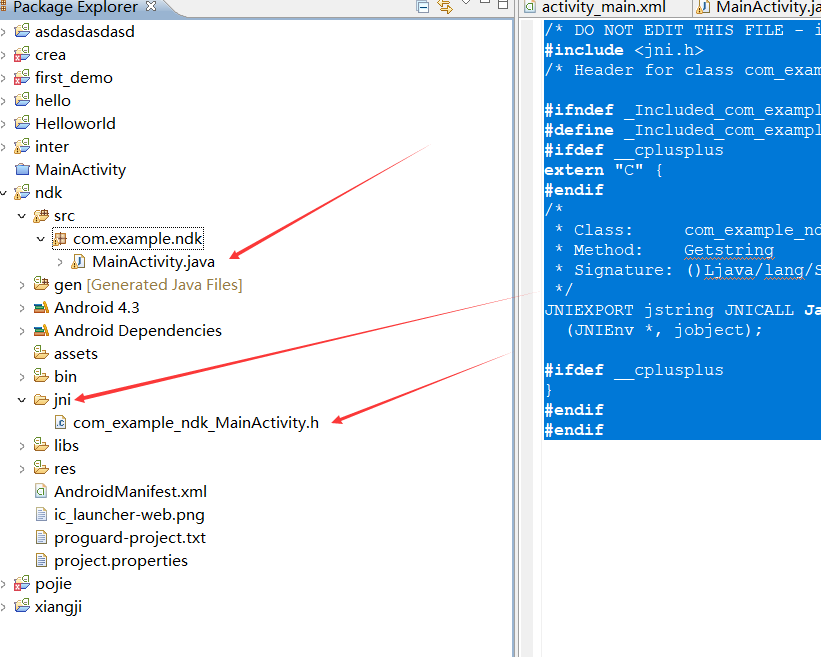 Package Explorer
asdasdasdasd
crea
first_demo
hello
Helloworld
inter
MainActivity
ndk
src
com.example.ndk
MainActivity.java
gen [Generated Java Files]
Android 4.3
Android Dependencies
assets
bin
jni
com_example_ndk_MainActivity.h
libs
res
AndroidManifest.xml
ic_launcher-web.png
proguard-project.txt
project.properties
pojie
xiangji
activity_main.xml
MainActivity.ja
/* DO NOT EDIT THIS FILE - i
#include <jni.h>
/* Header for class com_exam
#ifndef _Included_com_exampl
#define _Included_com_exampl
#ifdef __cplusplus
extern "C" {
#endif
/*
* Class:     com_example_nd
* Method:    Getstring
* Signature: ()Ljava/lang/S
*/
JNIEXPORT jstring JNICALL Ja
(JNIEnv *, jobject);
#ifdef __cplusplus
}
#endif
#endif